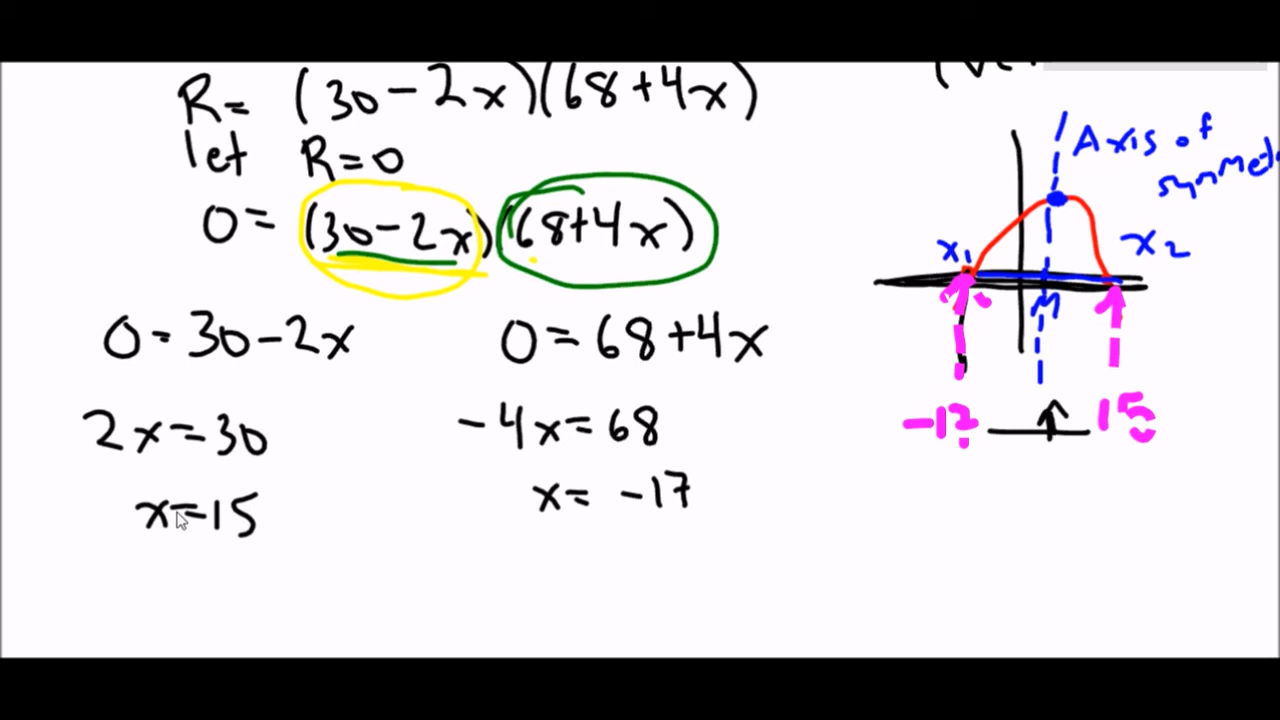 R= (30-2x)(68+4x)
let R=0
0= (30-2x)(68+4x)
0=30-2x
0=68+4x
2x=30
-4x=68
x=15
x=-17
Axis of
x₁
x₂
15